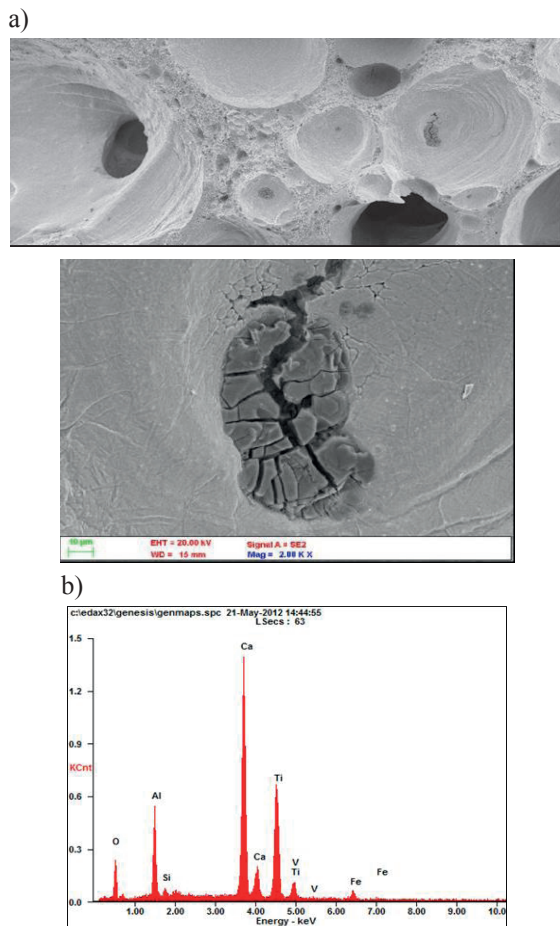 a)
10 µm
EHT = 20.00 kV
Signal A = SE2
WD = 15 mm
Mag = 2.00 K X
b)
c:\edax32\genesis\genmaps.spc 21-May-2012 14:44:55
LSecs : 63
1.5
Ca
1.2
0.9
KCnt
Ti
0.6
Al
0.3
O
Si
Ca
V
Ti
V
Fe
Fe
0.0
1.00 2.00 3.00 4.00 5.00 6.00 7.00 8.00 9.00 10.0
Energy - keV